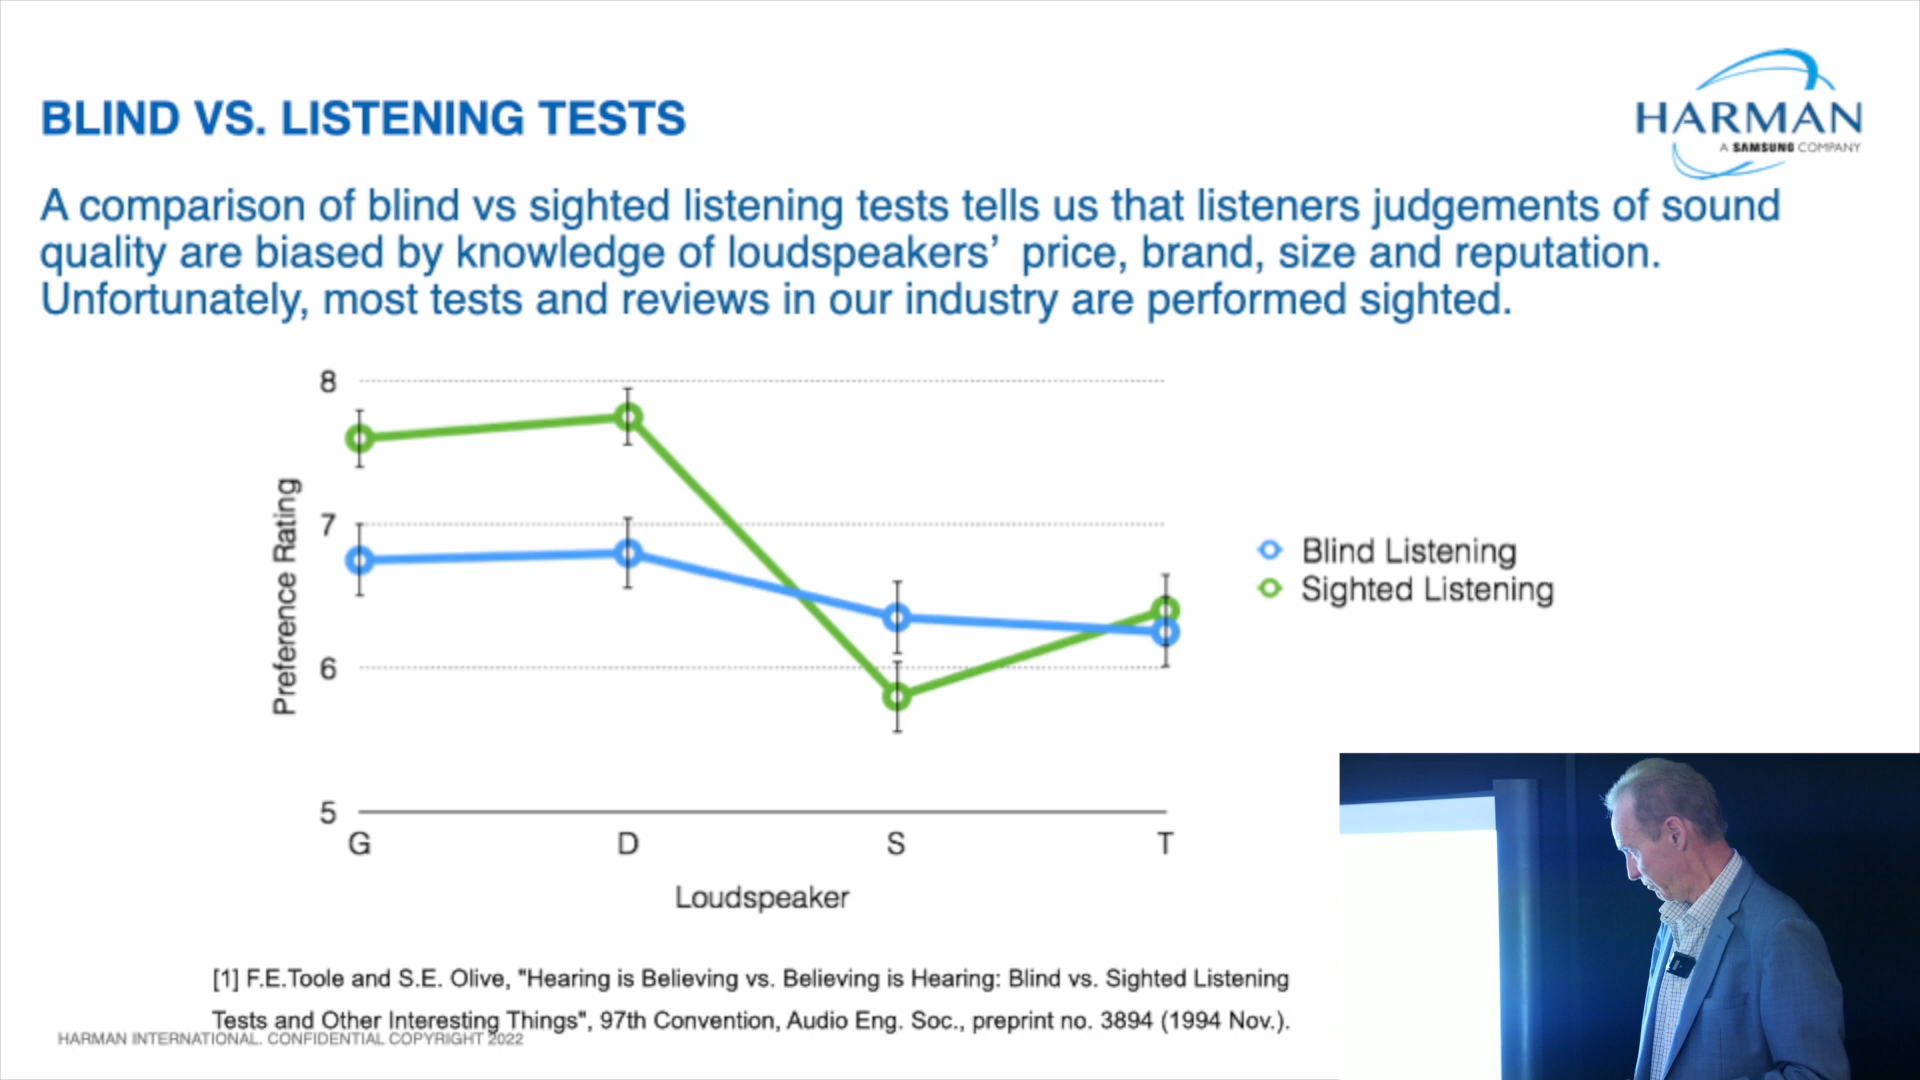 BLIND VS. LISTENING TESTS
HARMAN
A SAMSUNG COMPANY
A comparison of blind vs sighted listening tests tells us that listeners judgements of sound
quality are biased by knowledge of loudspeakers’ price, brand, size and reputation.
Unfortunately, most tests and reviews in our industry are performed sighted.
8
7
6
5
Preference Rating
G D S T
Loudspeaker
Blind Listening
Sighted Listening
[1] F.E.Toole and S.E. Olive, "Hearing is Believing vs. Believing is Hearing: Blind vs. Sighted Listening
Tests and Other Interesting Things", 97th Convention, Audio Eng. Soc., preprint no. 3894 (1994 Nov.).
HARMAN INTERNATIONAL. CONFIDENTIAL COPYRIGHT 2022